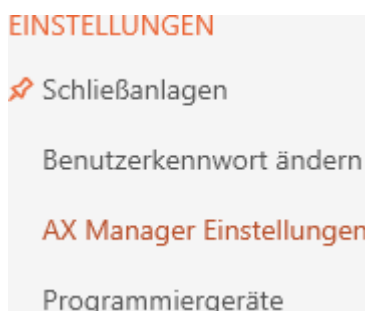 EINSTELLUNGEN
Schließanlagen
Benutzerkennwort ändern
AX Manager Einstellungen
Programmiergeräte